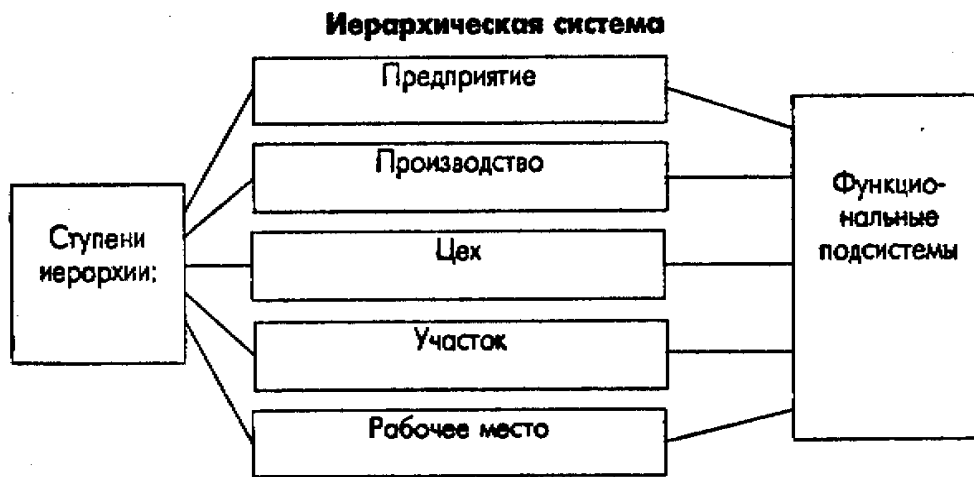 Иерархическая система
Предприятие
Производство
Цех
Участок
Рабочее место
Ступени
иерархии:
Функцио-
нальные
подсистемы